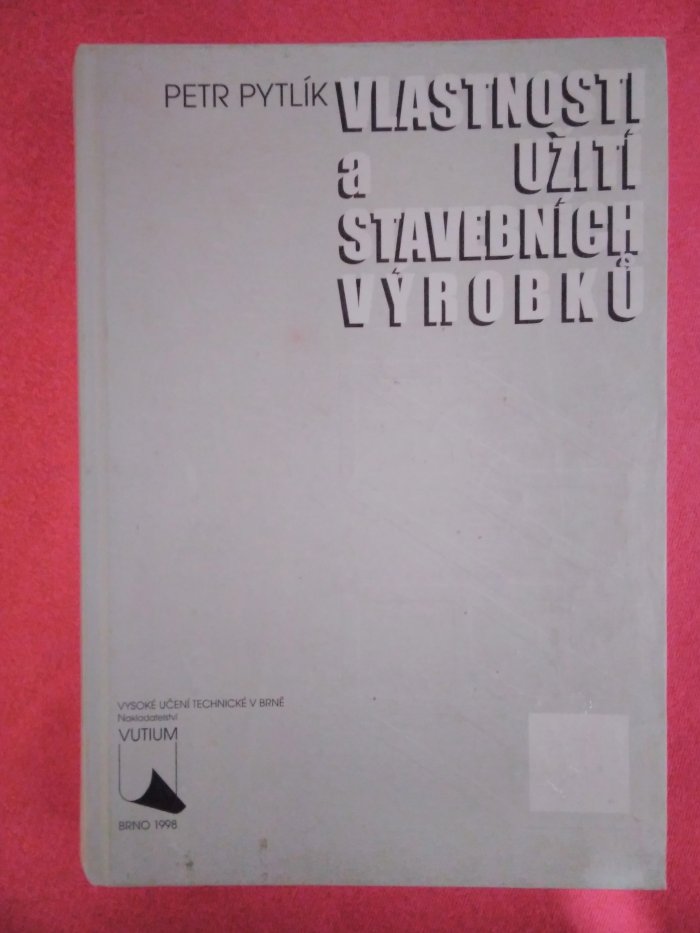 PETR PYTLÍK
VLASTNOSTI
a UŽITÍ
STAVEBNÍCH
VÝROBKŮ
VYSOKÉ UČENÍ TECHNICKÉ V BRNĚ
Nakladatelství
VUTIUM
BRNO 1998